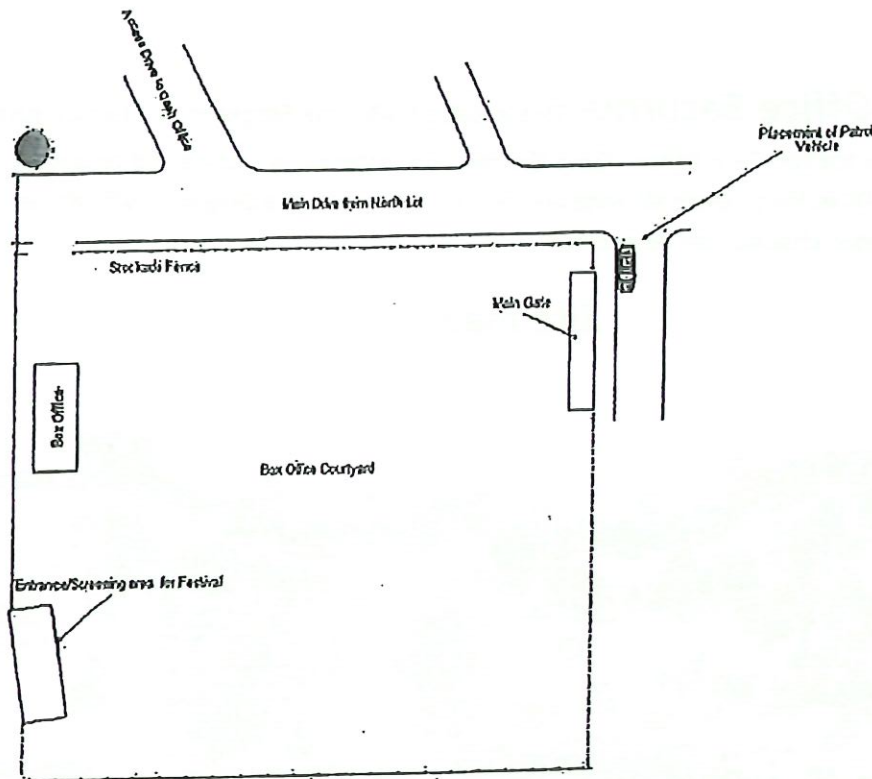 Access Drive to Cash Office
Placement of Patrol
Vehicle
Main Drive from North Lot
Stockade Fence
Main Gate
Box Office
Box Office Courtyard
Entrance/Screening area for Festival